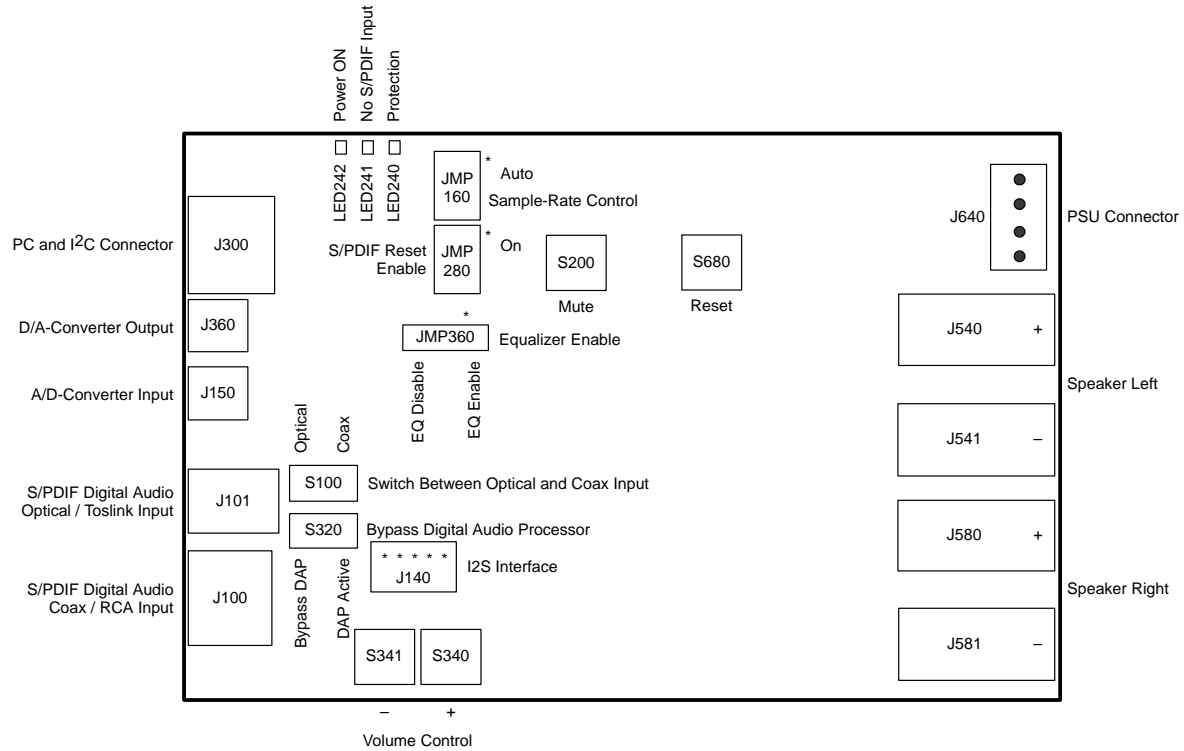 Power ON
No S/PDIF Input
Protection
LED242
LED241
LED240
JMP
160
* Auto
Sample-Rate Control
S/PDIF Reset
Enable
JMP
280
* On
S200
Mute
S680
Reset
J640
PSU Connector
PC and I2C Connector
J300
D/A-Converter Output
J360
*
JMP360
Equalizer Enable
EQ Disable
EQ Enable
A/D-Converter Input
J150
J540 +
Speaker Left
J541 –
Optical
Coax
S/PDIF Digital Audio
Optical / Toslink Input
J101
S100
Switch Between Optical and Coax Input
S320
Bypass Digital Audio Processor
Bypass DAP
DAP Active
* * * * *
J140
I2S Interface
J580 +
Speaker Right
J581 –
S/PDIF Digital Audio
Coax / RCA Input
J100
S341
S340
– +
Volume Control